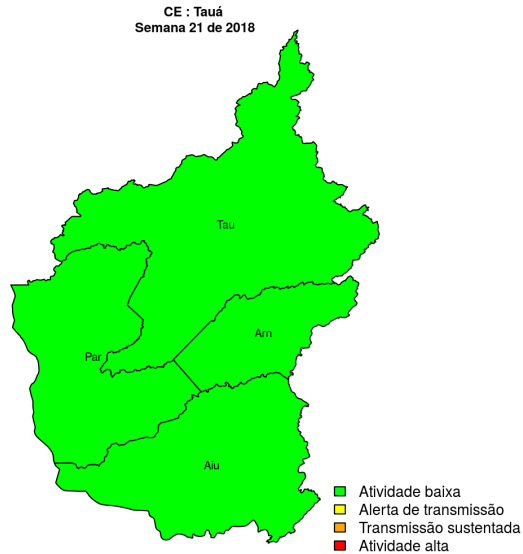 CE : Tauá
Semana 21 de 2018
Tau
Arn
Par
Aiu
Atividade baixa
Alerta de transmissão
Transmissão sustentada
Atividade alta